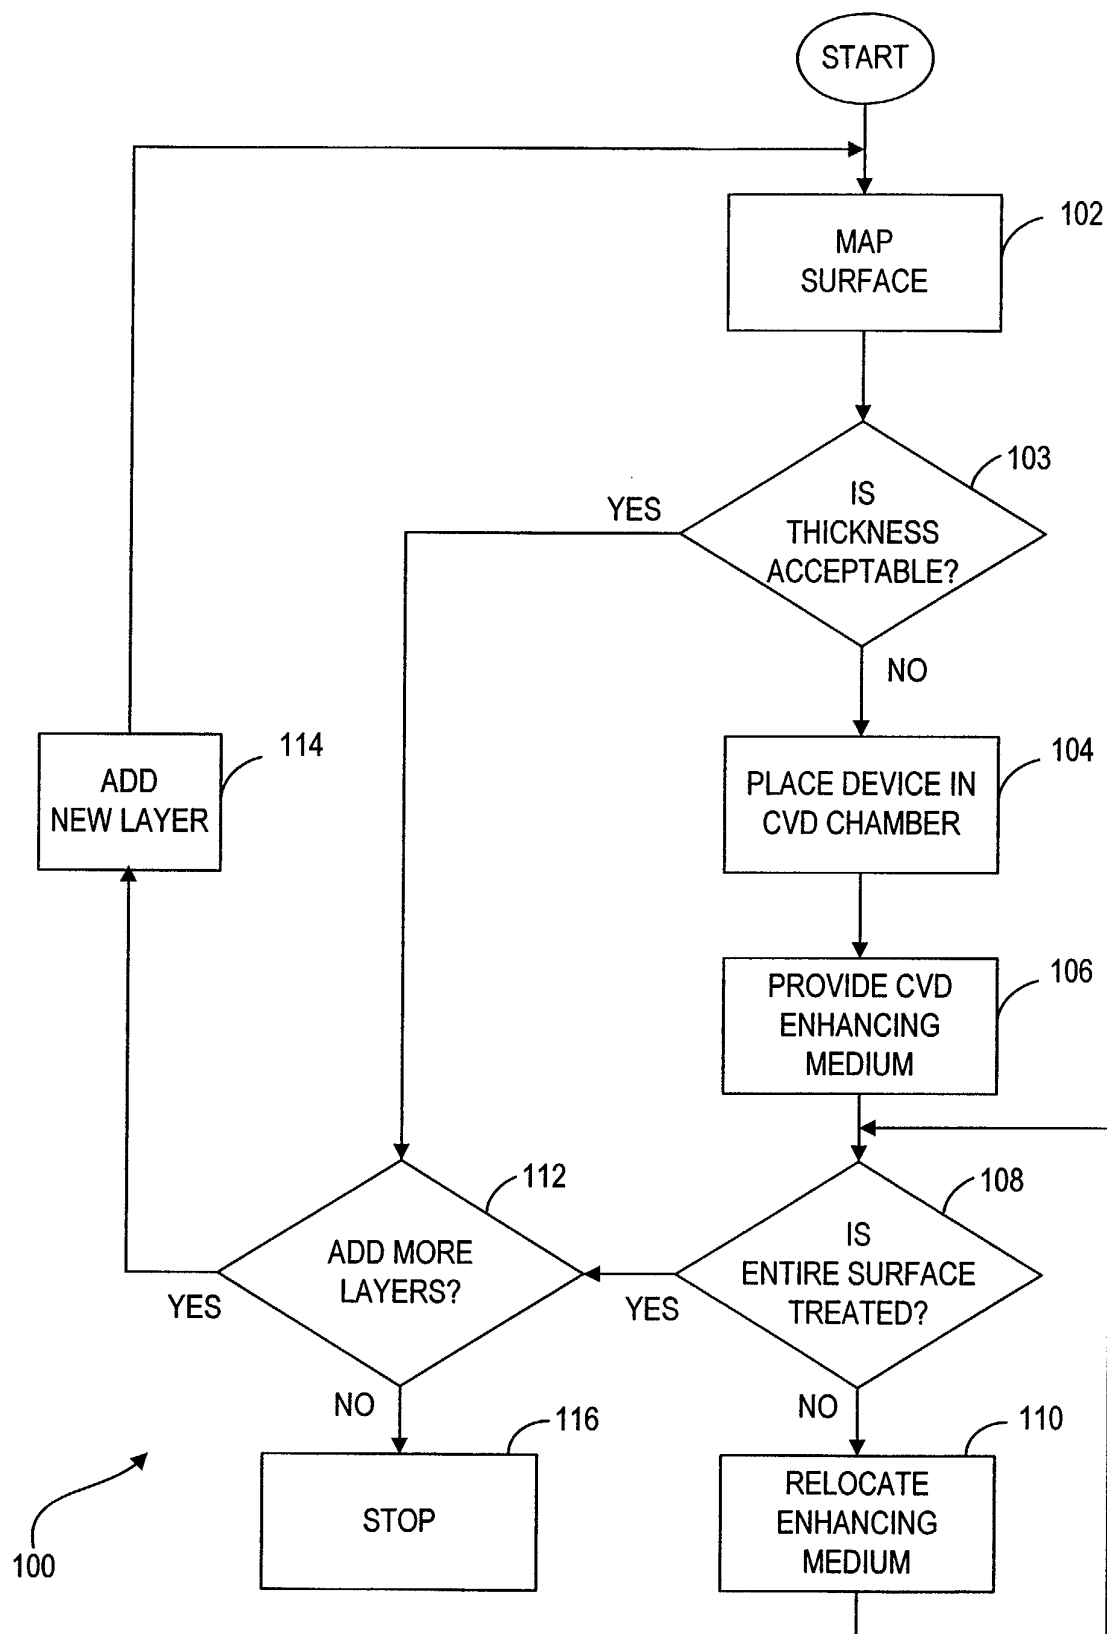 START
102
MAP
SURFACE
103
YES
IS
THICKNESS
ACCEPTABLE?
NO
114
ADD
NEW LAYER
104
PLACE DEVICE IN
CVD CHAMBER
106
PROVIDE CVD
ENHANCING
MEDIUM
112
108
ADD MORE
LAYERS?
IS
ENTIRE SURFACE
TREATED?
YES
YES
NO
NO
116
110
STOP
RELOCATE
ENHANCING
MEDIUM
100